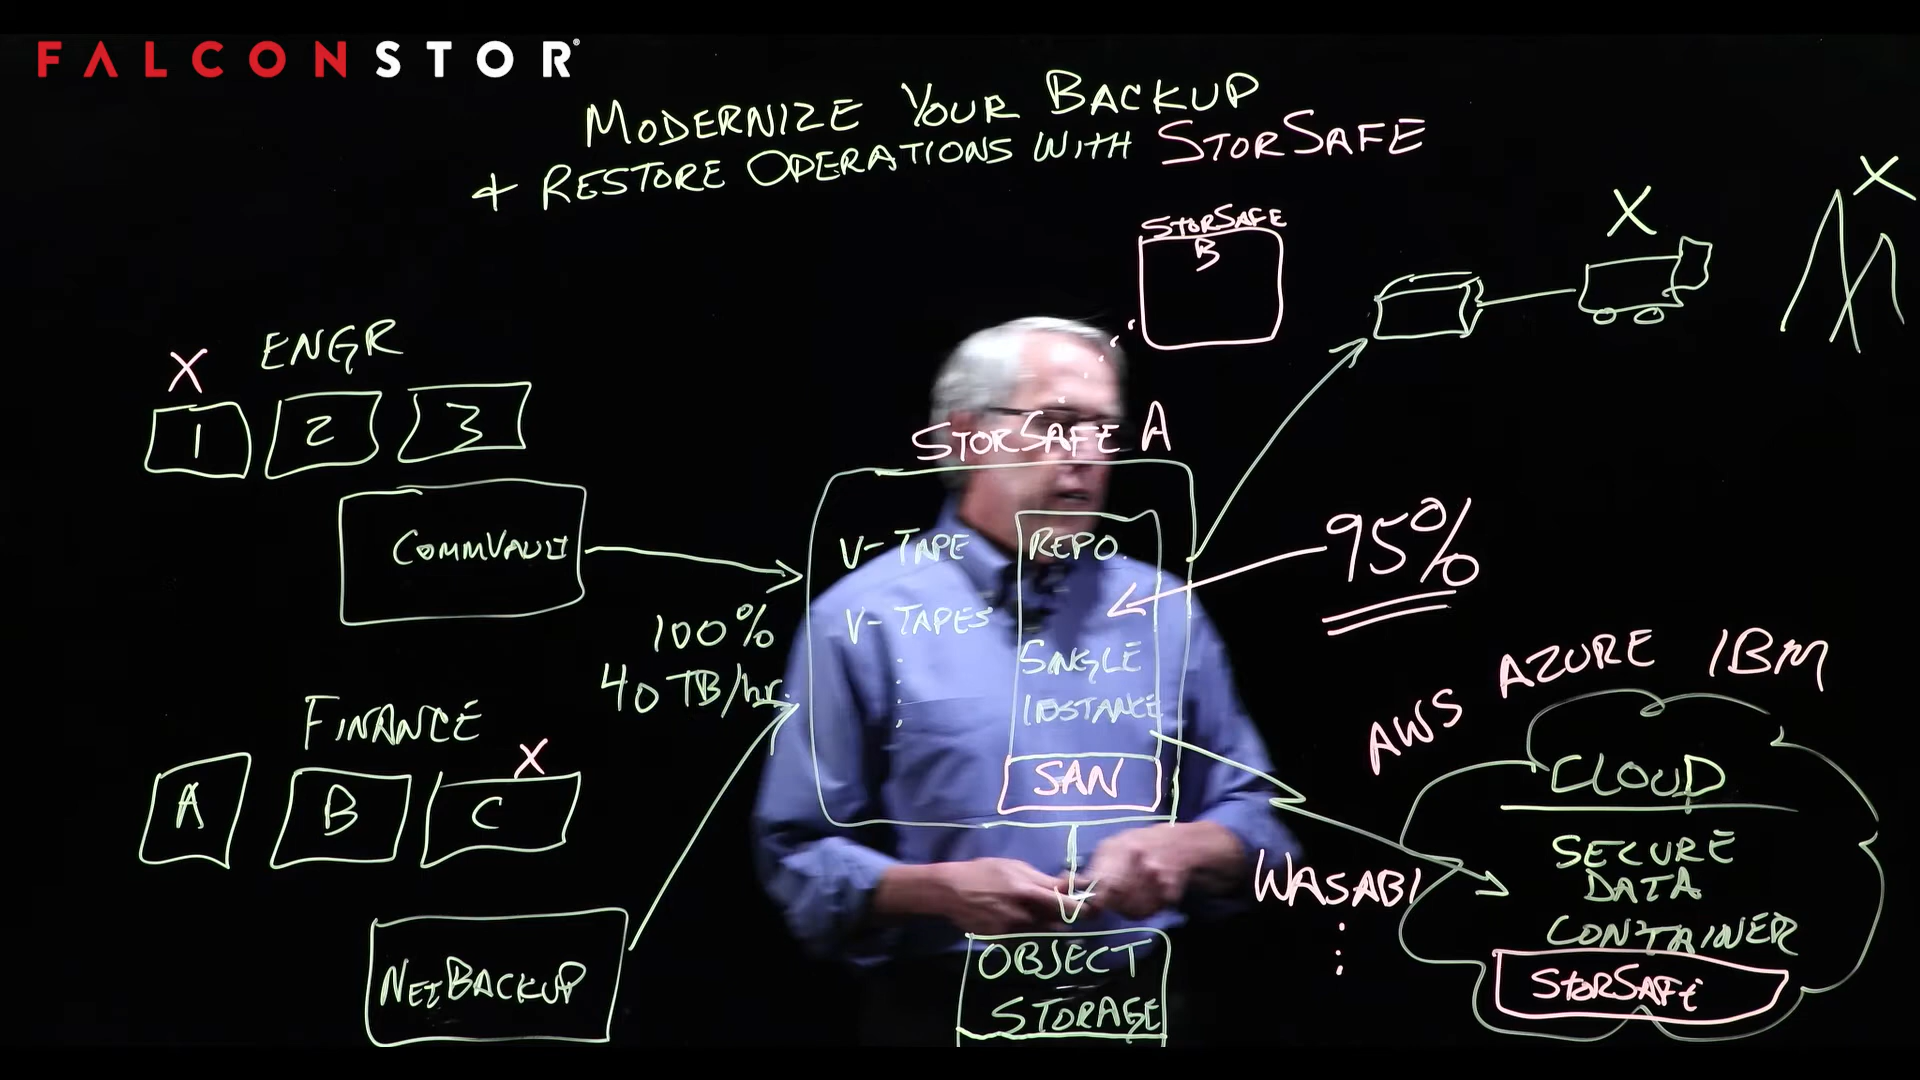 FALCONSTOR®
MODERNIZE YOUR BACKUP
+ RESTORE OPERATIONS WITH STORSAFE
STORSAFE
B
X
X
ENGR
X
1 2 3
COMMVAULT
STORSAFE A
V-TAPE
V-TAPES
REPO.
SINGLE
INSTANCE
SAN
95%
100%
40 TB/hr.
FINANCE
X
A B C
NETBACKUP
OBJECT
STORAGE
AWS AZURE IBM
WASABI
CLOUD
SECURE
DATA
CONTAINER
STORSAFE